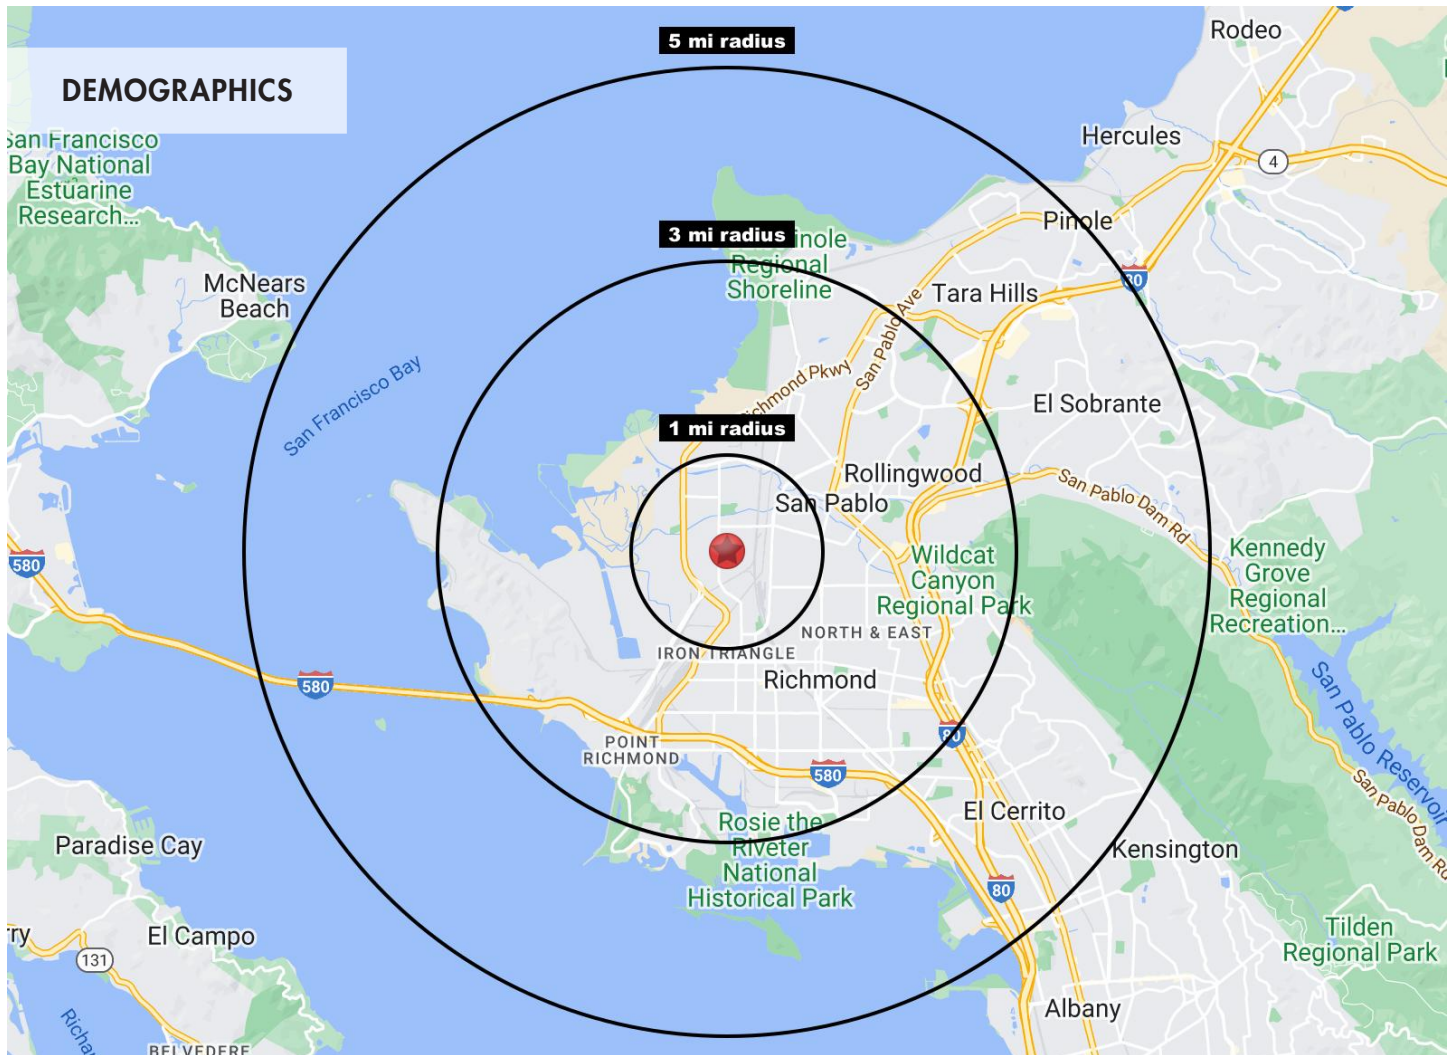 5 mi radius
Rodeo
DEMOGRAPHICS
San Francisco
Bay National
Estuarine
Research...
Hercules
4
Pinole
3 mi radius
inole
Regional
Shoreline
McNears
Beach
Tara Hills
80
San Pablo Ave
Richmond Pkwy
San Francisco Bay
El Sobrante
1 mi radius
Rollingwood
San Pablo
San Pablo Dam Rd
580
Wildcat
Canyon
Regional Park
Kennedy
Grove
Regional
Recreation...
NORTH & EAST
IRON TRIANGLE
Richmond
580
San Pablo Reservoir
80
POINT
RICHMOND
580
San Pablo Dam Rd
El Cerrito
Rosie the
Riveter
National
Historical Park
Paradise Cay
Kensington
80
Tilden
Regional Park
rry
El Campo
131
Albany
Richa
BELVEDERE